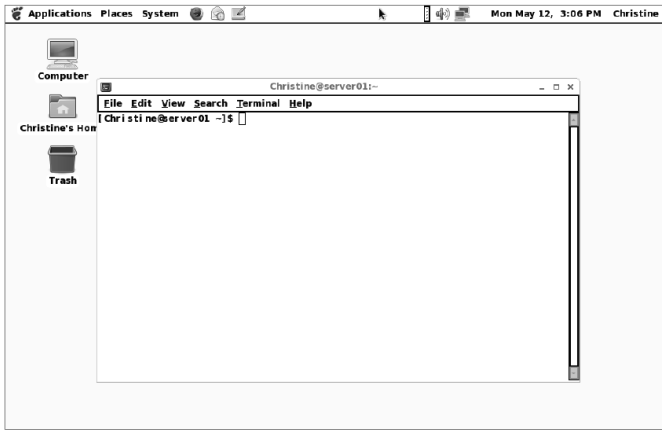 Applications Places System Mon May 12, 3:06 PM Christine
Computer
Christine@server01:~
File Edit View Search Terminal Help
[Christine@server01 ~]$
Christine's Hom
Trash